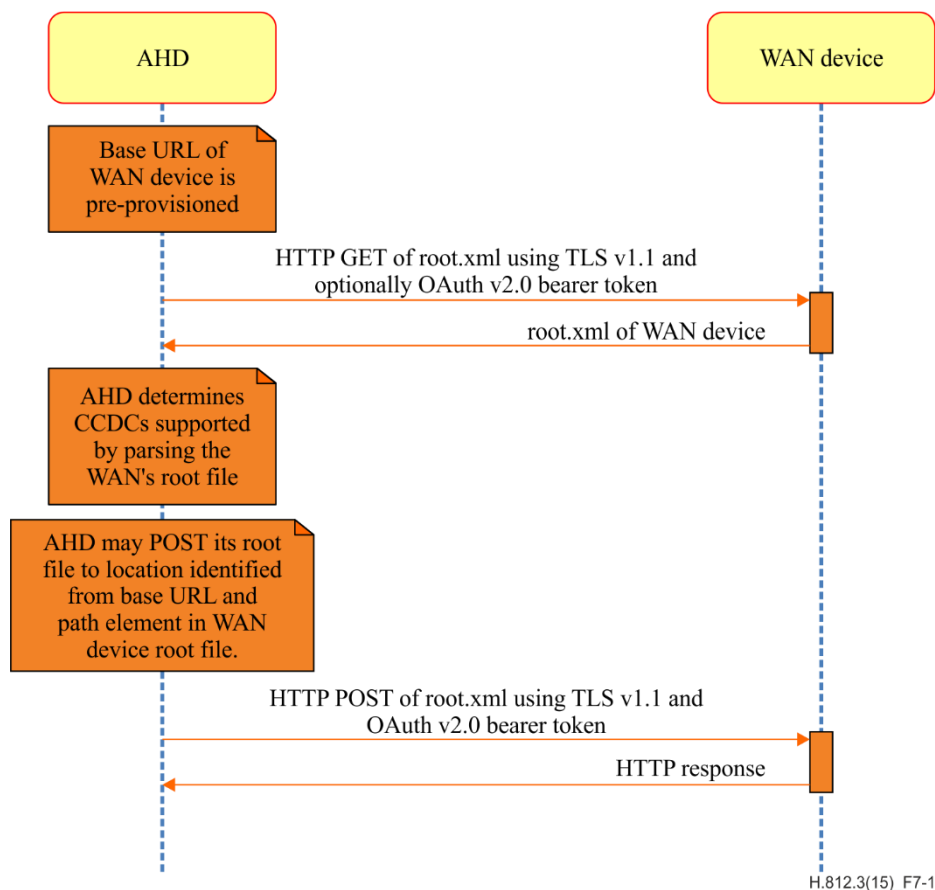 AHD
WAN device
Base URL of
WAN device is
pre-provisioned
HTTP GET of root.xml using TLS v1.1 and
optionally OAuth v2.0 bearer token
root.xml of WAN device
AHD determines
CCDCs supported
by parsing the
WAN's root file
AHD may POST its root
file to location identified
from base URL and
path element in WAN
device root file.
HTTP POST of root.xml using TLS v1.1 and
OAuth v2.0 bearer token
HTTP response
H.812.3(15)_F7-1